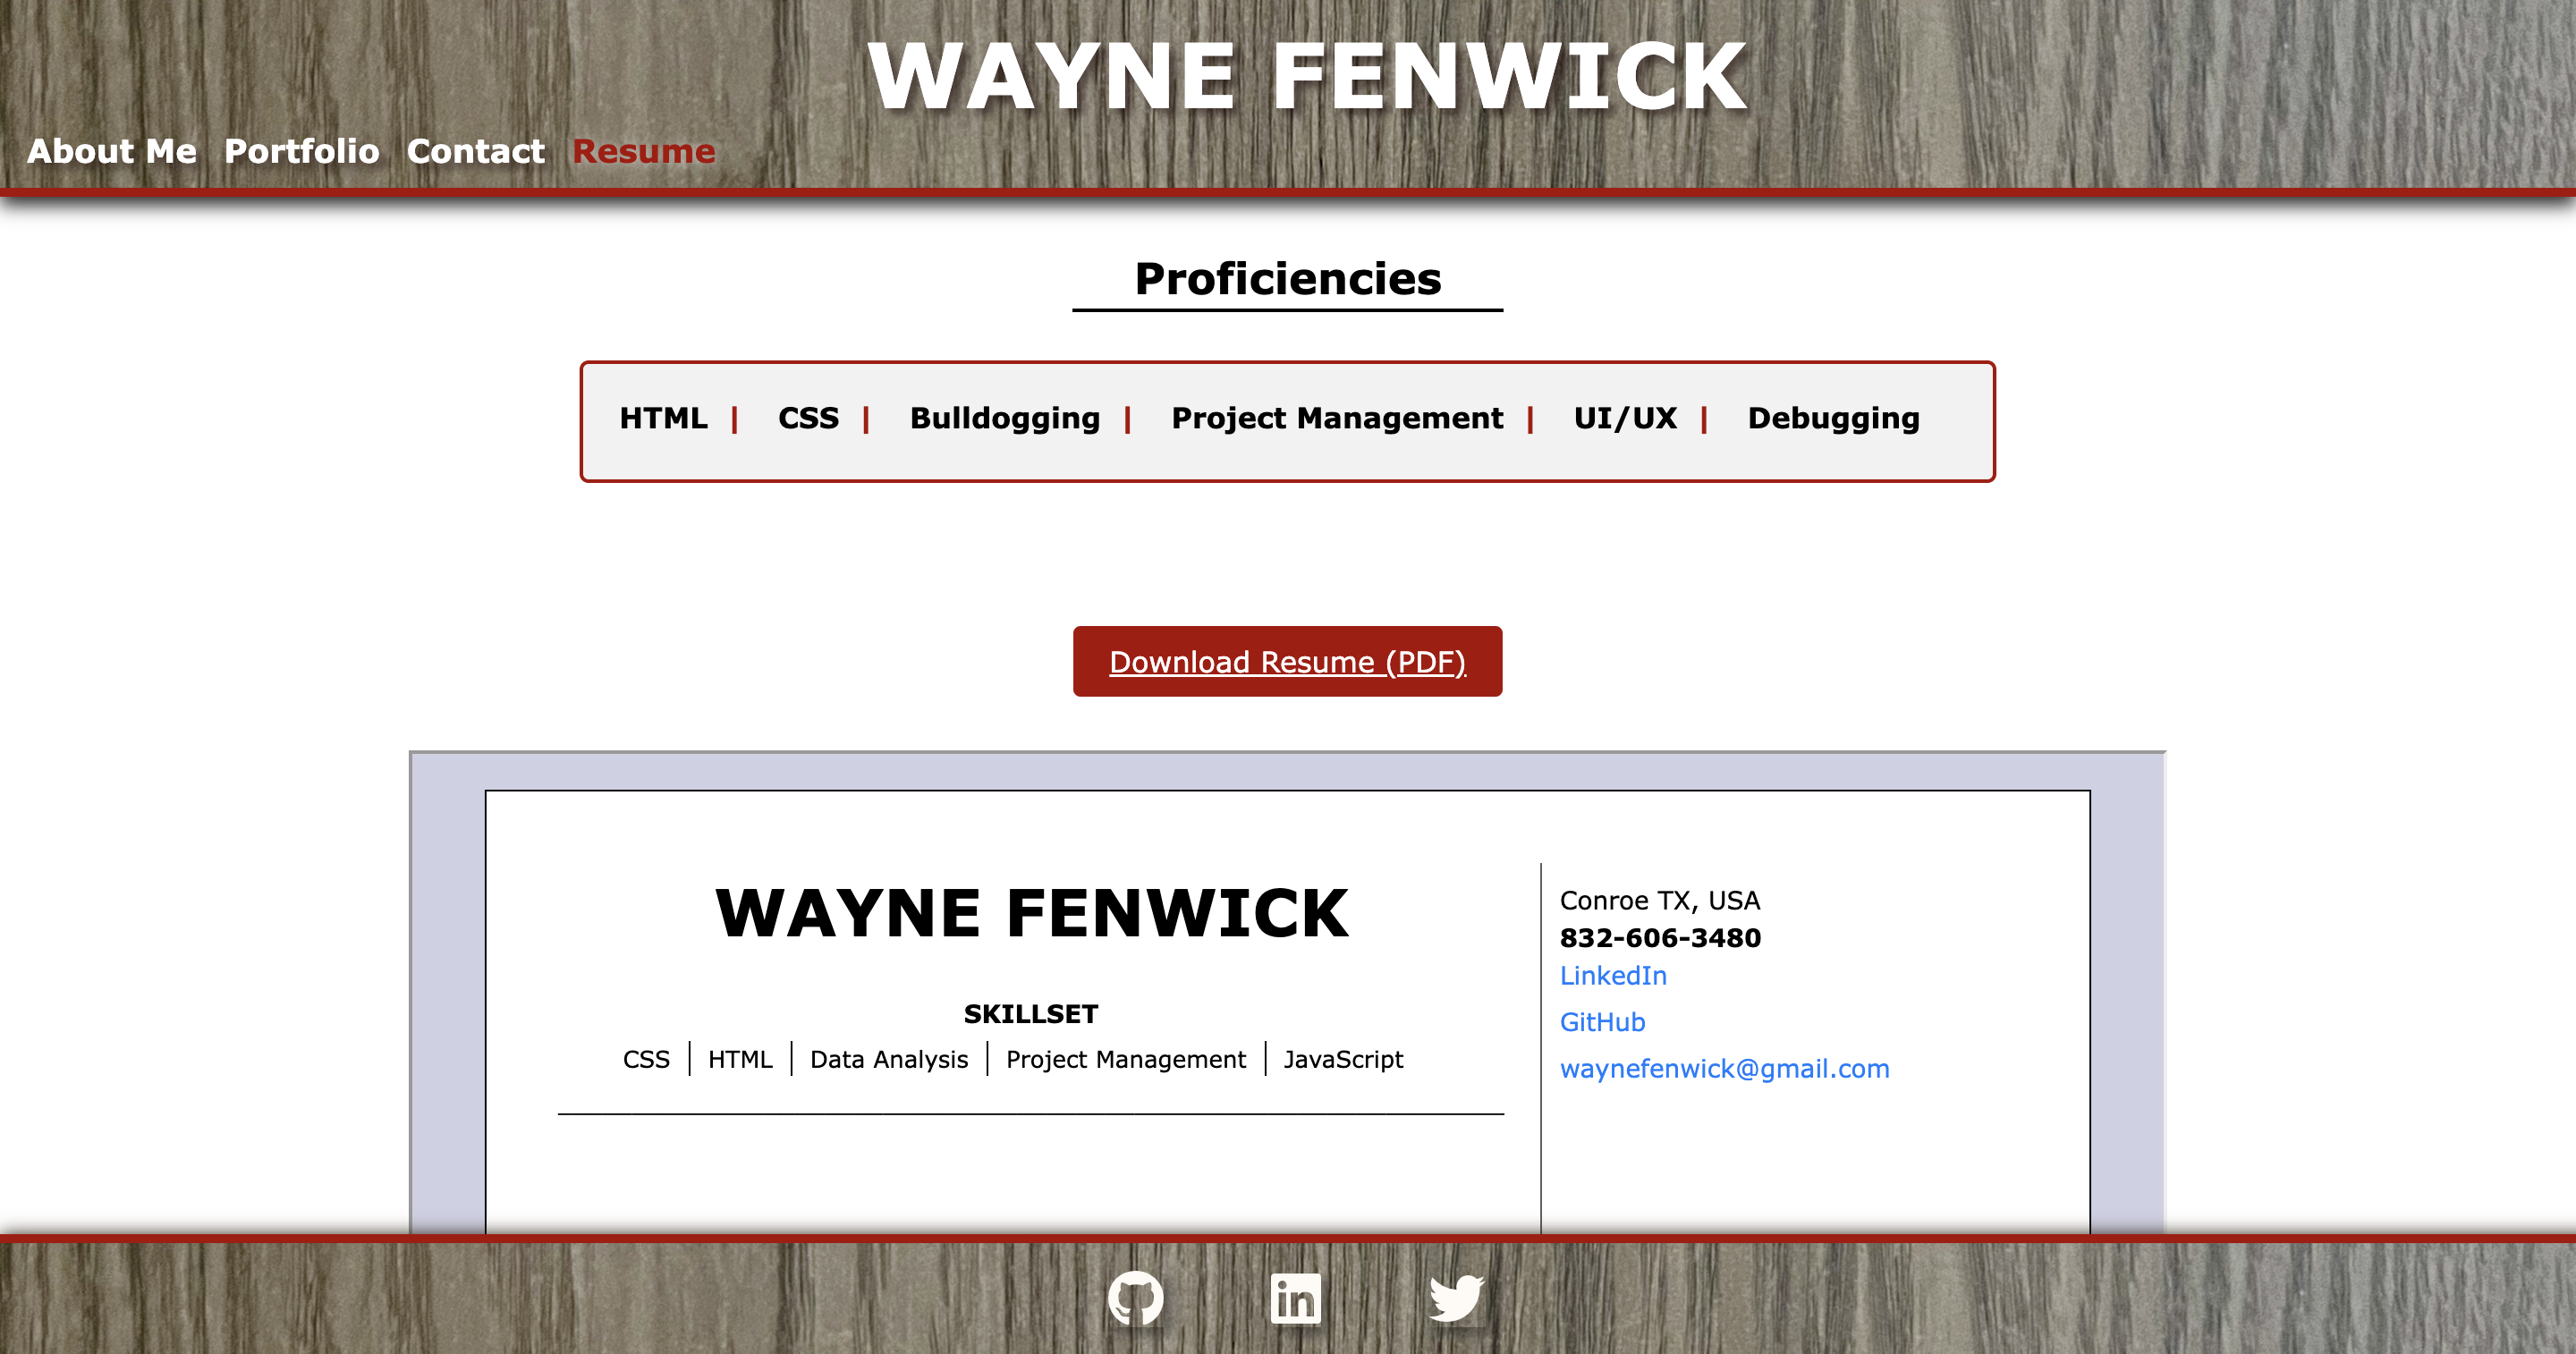 WAYNE FENWICK
About Me Portfolio Contact Resume
Proficiencies
HTML | CSS | Bulldogging | Project Management | UI/UX | Debugging
Download Resume (PDF)
WAYNE FENWICK
SKILLSET
CSS | HTML | Data Analysis | Project Management | JavaScript
Conroe TX, USA
832-606-3480
LinkedIn
GitHub
waynefenwick@gmail.com
in